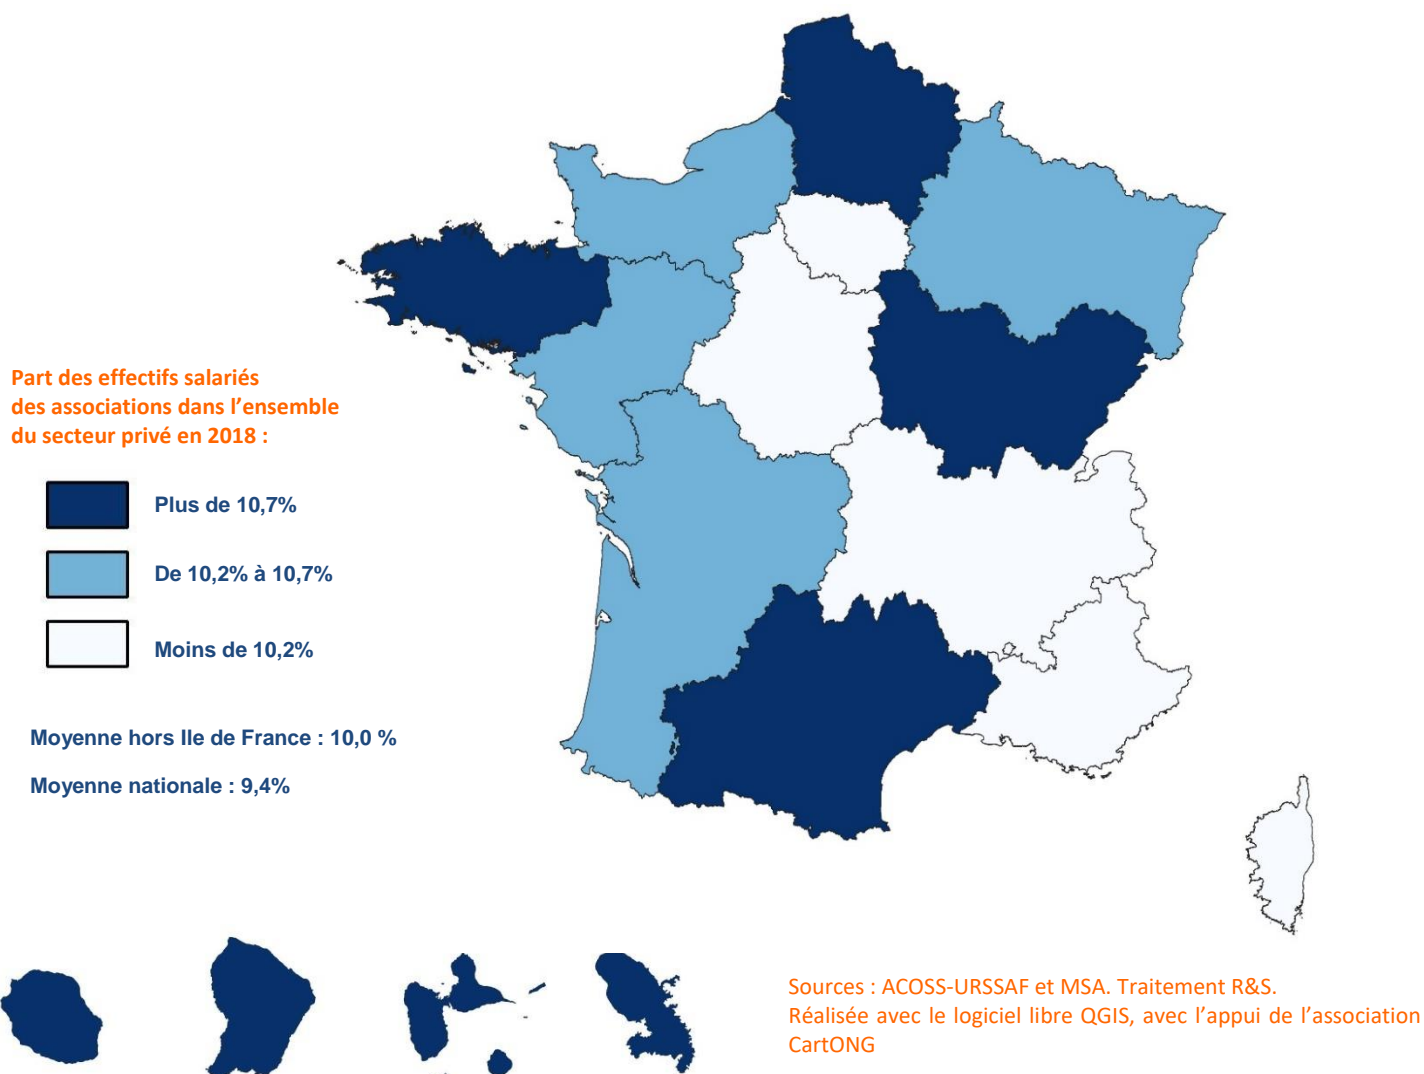 Part des effectifs salariés
des associations dans l’ensemble
du secteur privé en 2018 :
Plus de 10,7%
De 10,2% à 10,7%
Moins de 10,2%
Moyenne hors Ile de France : 10,0 %
Moyenne nationale : 9,4%
Sources : ACOSS-URSSAF et MSA. Traitement R&S.
Réalisée avec le logiciel libre QGIS, avec l’appui de l’association
CartONG